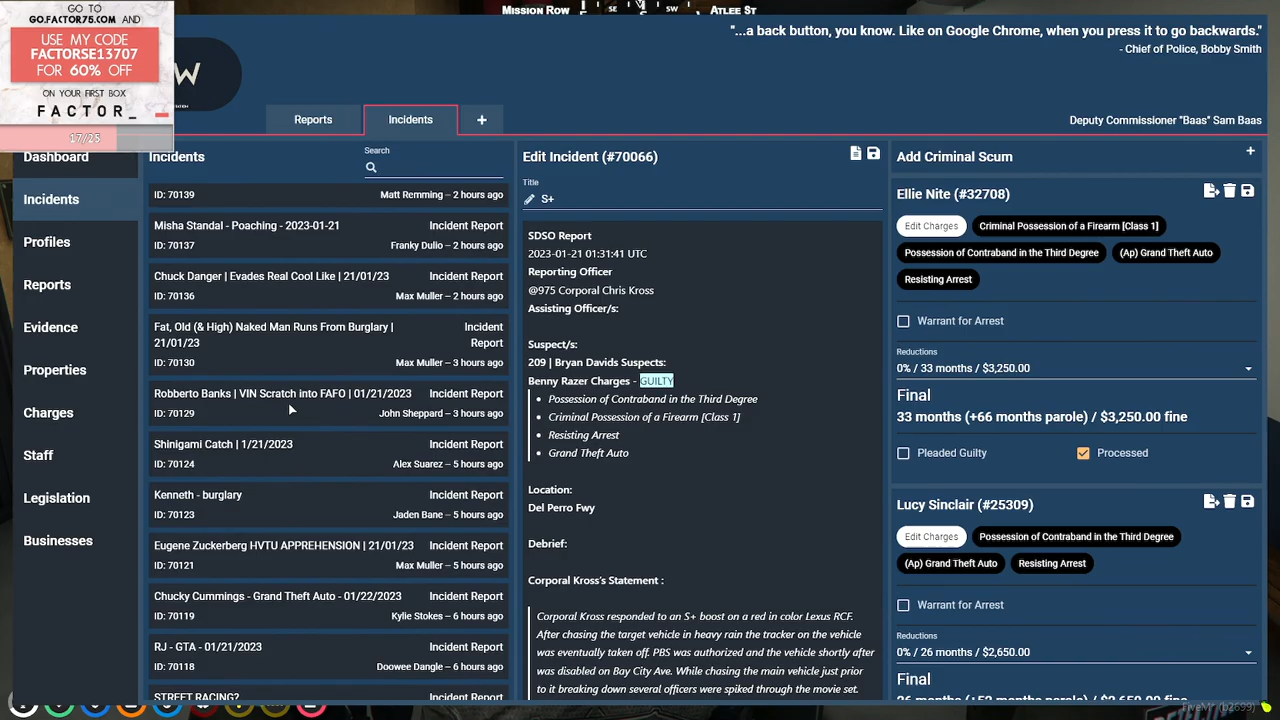 GO TO
GO.FACTOR75.COM AND
USE MY CODE
FACTORSE13707
FOR 60% OFF
ON YOUR FIRST BOX
FACTOR_
17/25
Mission Row
SW
Atlee St
"...a back button, you know. Like on Google Chrome, when you press it to go backwards."
- Chief of Police, Bobby Smith
W
Reports
Incidents
+
Deputy Commissioner "Baas" Sam Baas
Dashboard
Incidents
Profiles
Reports
Evidence
Properties
Charges
Staff
Legislation
Businesses
Incidents
Search
ID: 70139 Matt Remming – 2 hours ago
Misha Standal - Poaching - 2023-01-21 Incident Report
ID: 70137 Franky Dulio – 2 hours ago
Chuck Danger | Evades Real Cool Like | 21/01/23 Incident Report
ID: 70136 Max Muller – 2 hours ago
Fat, Old (& High) Naked Man Runs From Burglary | Incident
21/01/23 Report
ID: 70130 Max Muller – 3 hours ago
Robberto Banks | VIN Scratch into FAFO | 01/21/2023 Incident Report
ID: 70129 John Sheppard – 3 hours ago
Shinigami Catch | 1/21/2023 Incident Report
ID: 70124 Alex Suarez – 5 hours ago
Kenneth - burglary Incident Report
ID: 70123 Jaden Bane – 5 hours ago
Eugene Zuckerberg HVTU APPREHENSION | 21/01/23 Incident Report
ID: 70121 Max Muller – 5 hours ago
Chucky Cummings - Grand Theft Auto - 01/22/2023 Incident Report
ID: 70119 Kylie Stokes – 6 hours ago
RJ - GTA - 01/21/2023 Incident Report
ID: 70118 Doowee Dangle – 6 hours ago
STREET RACING? Incident Report
Edit Incident (#70066)
Title
S+
SDSO Report
2023-01-21 01:31:41 UTC
Reporting Officer
@975 Corporal Chris Kross
Assisting Officer/s:
Suspect/s:
209 | Bryan Davids Suspects:
Benny Razer Charges - GUILTY
• Possession of Contraband in the Third Degree
• Criminal Possession of a Firearm [Class 1]
• Resisting Arrest
• Grand Theft Auto
Location:
Del Perro Fwy
Debrief:
Corporal Kross's Statement :
Corporal Kross responded to an S+ boost on a red in color Lexus RCF.
After chasing the target vehicle in heavy rain the tracker on the vehicle
was eventually taken off. PBS was authorized and the vehicle shortly after
was disabled on Bay City Ave. While chasing the main vehicle just prior
to it breaking down several officers were spiked through the movie set.
Add Criminal Scum +
Ellie Nite (#32708)
Edit Charges Criminal Possession of a Firearm [Class 1]
Possession of Contraband in the Third Degree (Ap) Grand Theft Auto
Resisting Arrest
Warrant for Arrest
Reductions
0% / 33 months / $3,250.00
Final
33 months (+66 months parole) / $3,250.00 fine
Pleaded Guilty Processed
Lucy Sinclair (#25309)
Edit Charges Possession of Contraband in the Third Degree
(Ap) Grand Theft Auto Resisting Arrest
Warrant for Arrest
Reductions
0% / 26 months / $2,650.00
Final
26 months (+52 months parole) / $2,650.00 fine
FiveM (b2699)